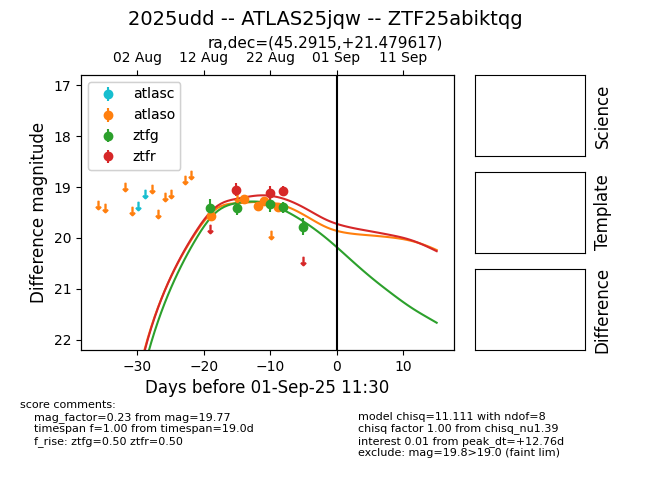 2025udd -- ATLAS25jqw -- ZTF25abiktqg
ra,dec=(45.2915,+21.479617)
02 Aug 12 Aug 22 Aug 01 Sep 11 Sep
atlasc
atlaso
ztfg
ztfr
17
18
19
20
21
22
Difference magnitude
−30 −20 −10 0 10
Days before 01-Sep-25 11:30
Science
Template
Difference
score comments:
mag_factor=0.23 from mag=19.77
timespan f=1.00 from timespan=19.0d
f_rise: ztfg=0.50 ztfr=0.50
model chisq=11.111 with ndof=8
chisq factor 1.00 from chisq_nu1.39
interest 0.01 from peak_dt=+12.76d
exclude: mag=19.8>19.0 (faint lim)